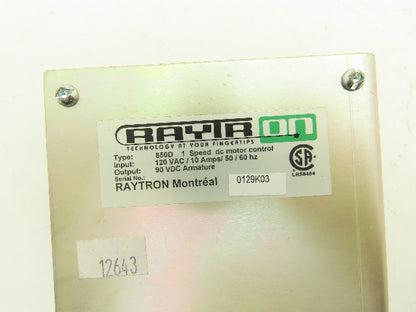 RAYTRON
TECHNOLOGY AT YOUR FINGERTIPS
Type: 850D 1 Speed dc motor control
Input: 120 VAC / 10 Amps/ 50 / 60 hz
Output: 90 VDC Armature
Serial No.:
RAYTRON Montréal 0129K03
SA
LR58464
12643